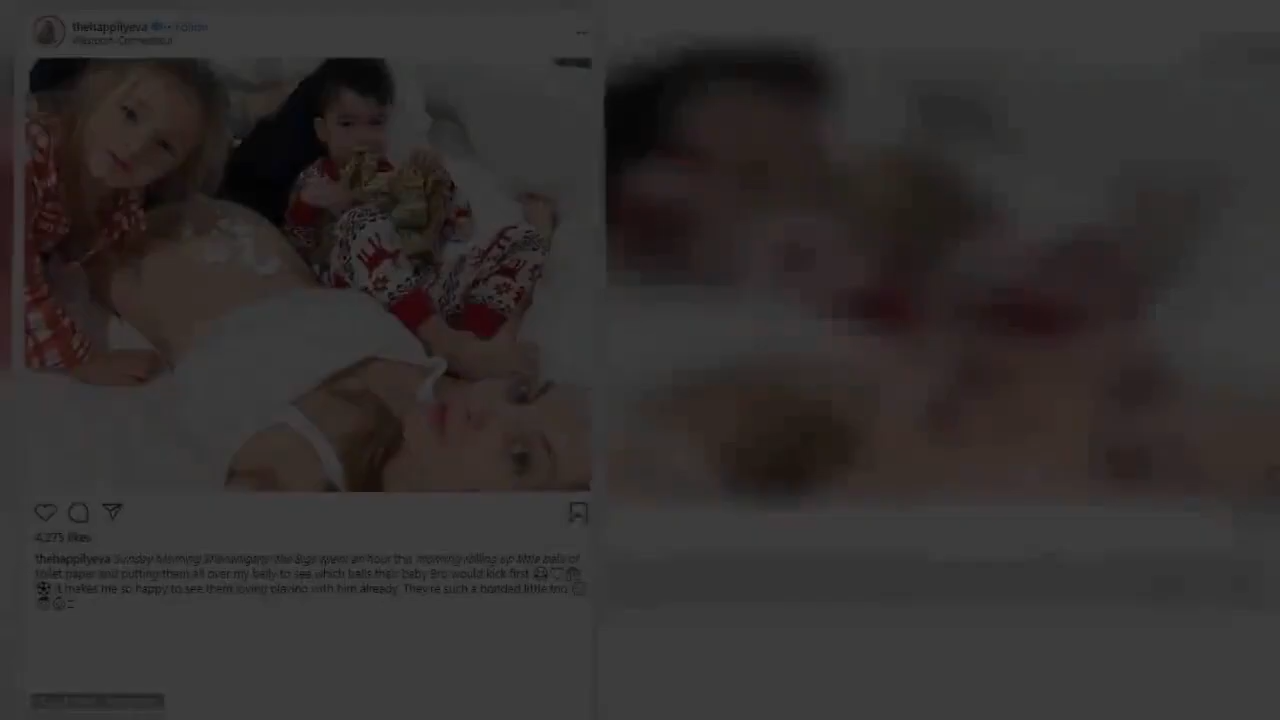 thehappilyeva • Follow
4,275 likes
thehappilyeva Sunday Morning Shenanigans- the Bigs spent an hour this morning rolling up little balls of
toilet paper and putting them all over my belly to see which balls their baby Bro would kick first
it makes me so happy to see them loving playing with him already. They're such a bonded little trio